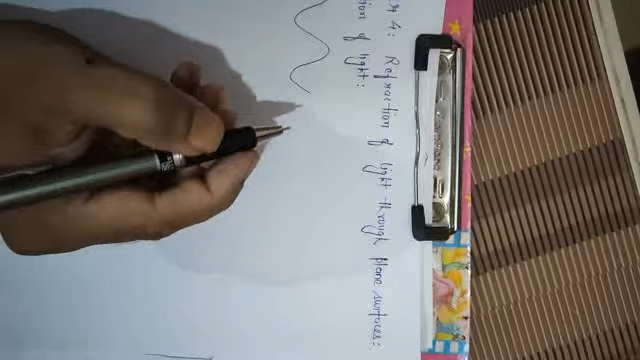 4: Refraction of light through plane surfaces:-
of light: